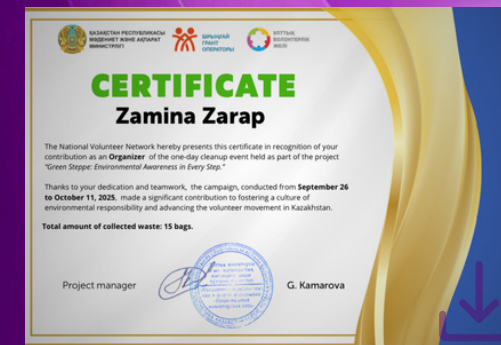 ҚАЗАҚСТАН РЕСПУБЛИКАСЫ
МӘДЕНИЕТ ЖӘНЕ АҚПАРАТ
МИНИСТРЛІГІ
БІРЫҢҒАЙ
ГРАНТ
ОПЕРАТОРЫ
ҰЛТТЫҚ
ВОЛОНТЕРЛІК
ЖЕЛІ
CERTIFICATE
Zamina Zarap
The National Volunteer Network hereby presents this certificate in recognition of your
contribution as an Organizer of the one-day cleanup event held as part of the project
"Green Steppe: Environmental Awareness in Every Step."
Thanks to your dedication and teamwork, the campaign, conducted from September 26
to October 11, 2025, made a significant contribution to fostering a culture of
environmental responsibility and advancing the volunteer movement in Kazakhstan.
Total amount of collected waste: 15 bags.
Project manager
G. Kamarova